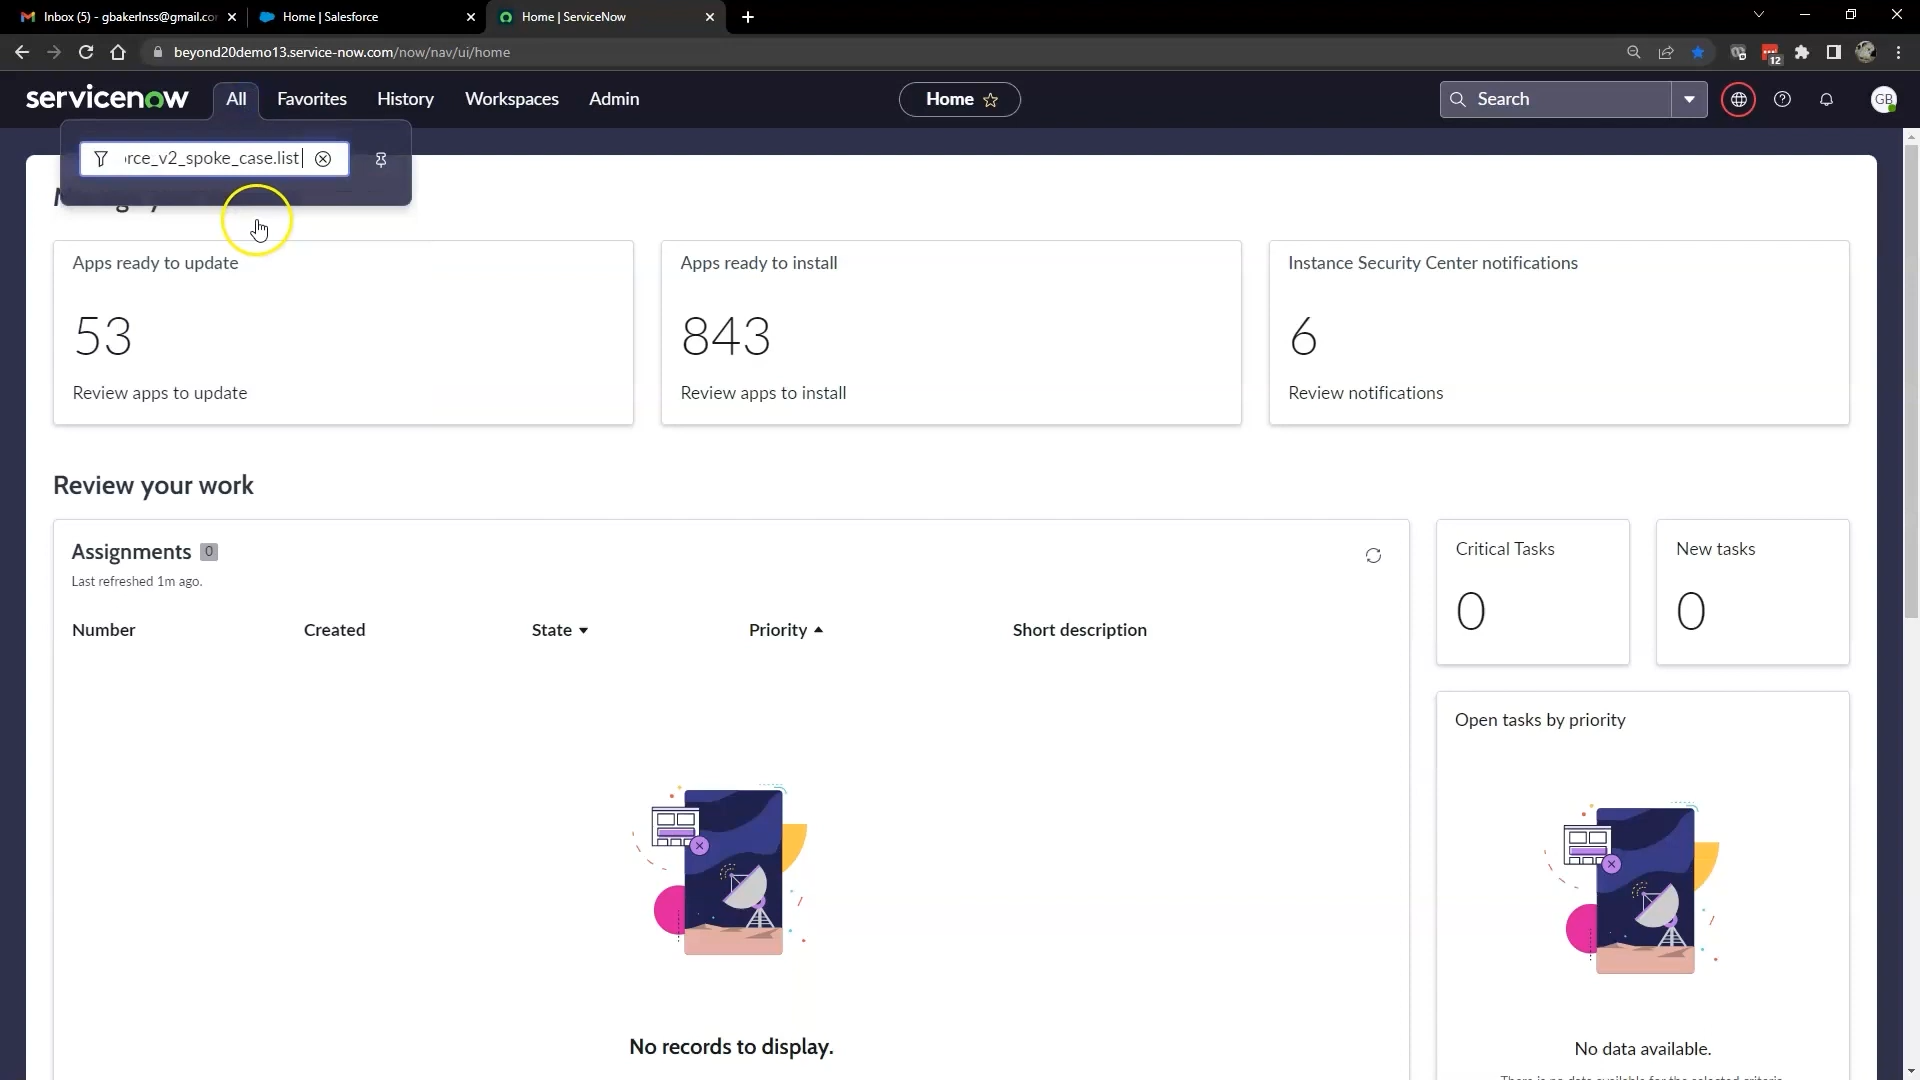 Inbox (5) - gbakerlnss@gmail.co
Home | Salesforce
Home | ServiceNow
beyond20demo13.service-now.com/now/nav/ui/home
12
servicenow
All
Favorites
History
Workspaces
Admin
Home
Search
GB
rce_v2_spoke_case.list
Apps ready to update
53
Review apps to update
Apps ready to install
843
Review apps to install
Instance Security Center notifications
6
Review notifications
Review your work
Assignments 0
Last refreshed 1m ago.
Number
Created
State
Priority
Short description
No records to display.
Critical Tasks
0
New tasks
0
Open tasks by priority
No data available.